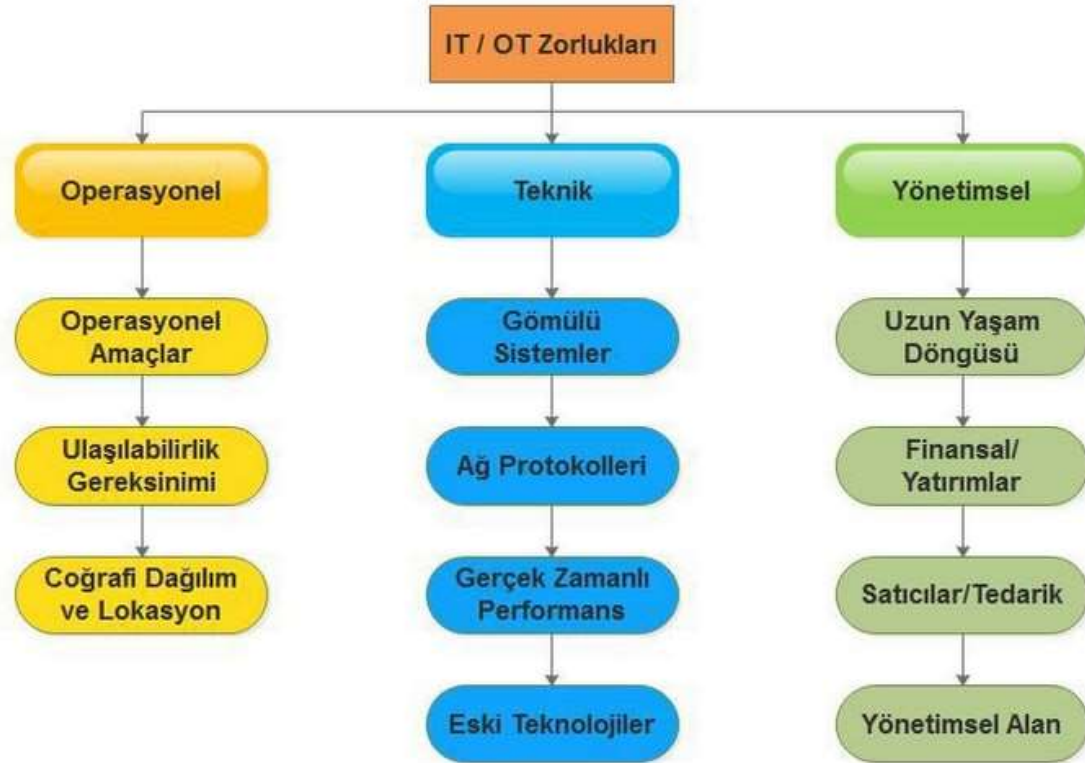 IT / OT Zorlukları
Operasyonel
Operasyonel
Amaçlar
Ulaşılabilirlik
Gereksinimi
Coğrafi Dağılım
ve Lokasyon
Teknik
Gömülü
Sistemler
Ağ Protokolleri
Gerçek Zamanlı
Performans
Eski Teknolojiler
Yönetimsel
Uzun Yaşam
Döngüsü
Finansal/
Yatırımlar
Satıcılar/Tedarik
Yönetimsel Alan